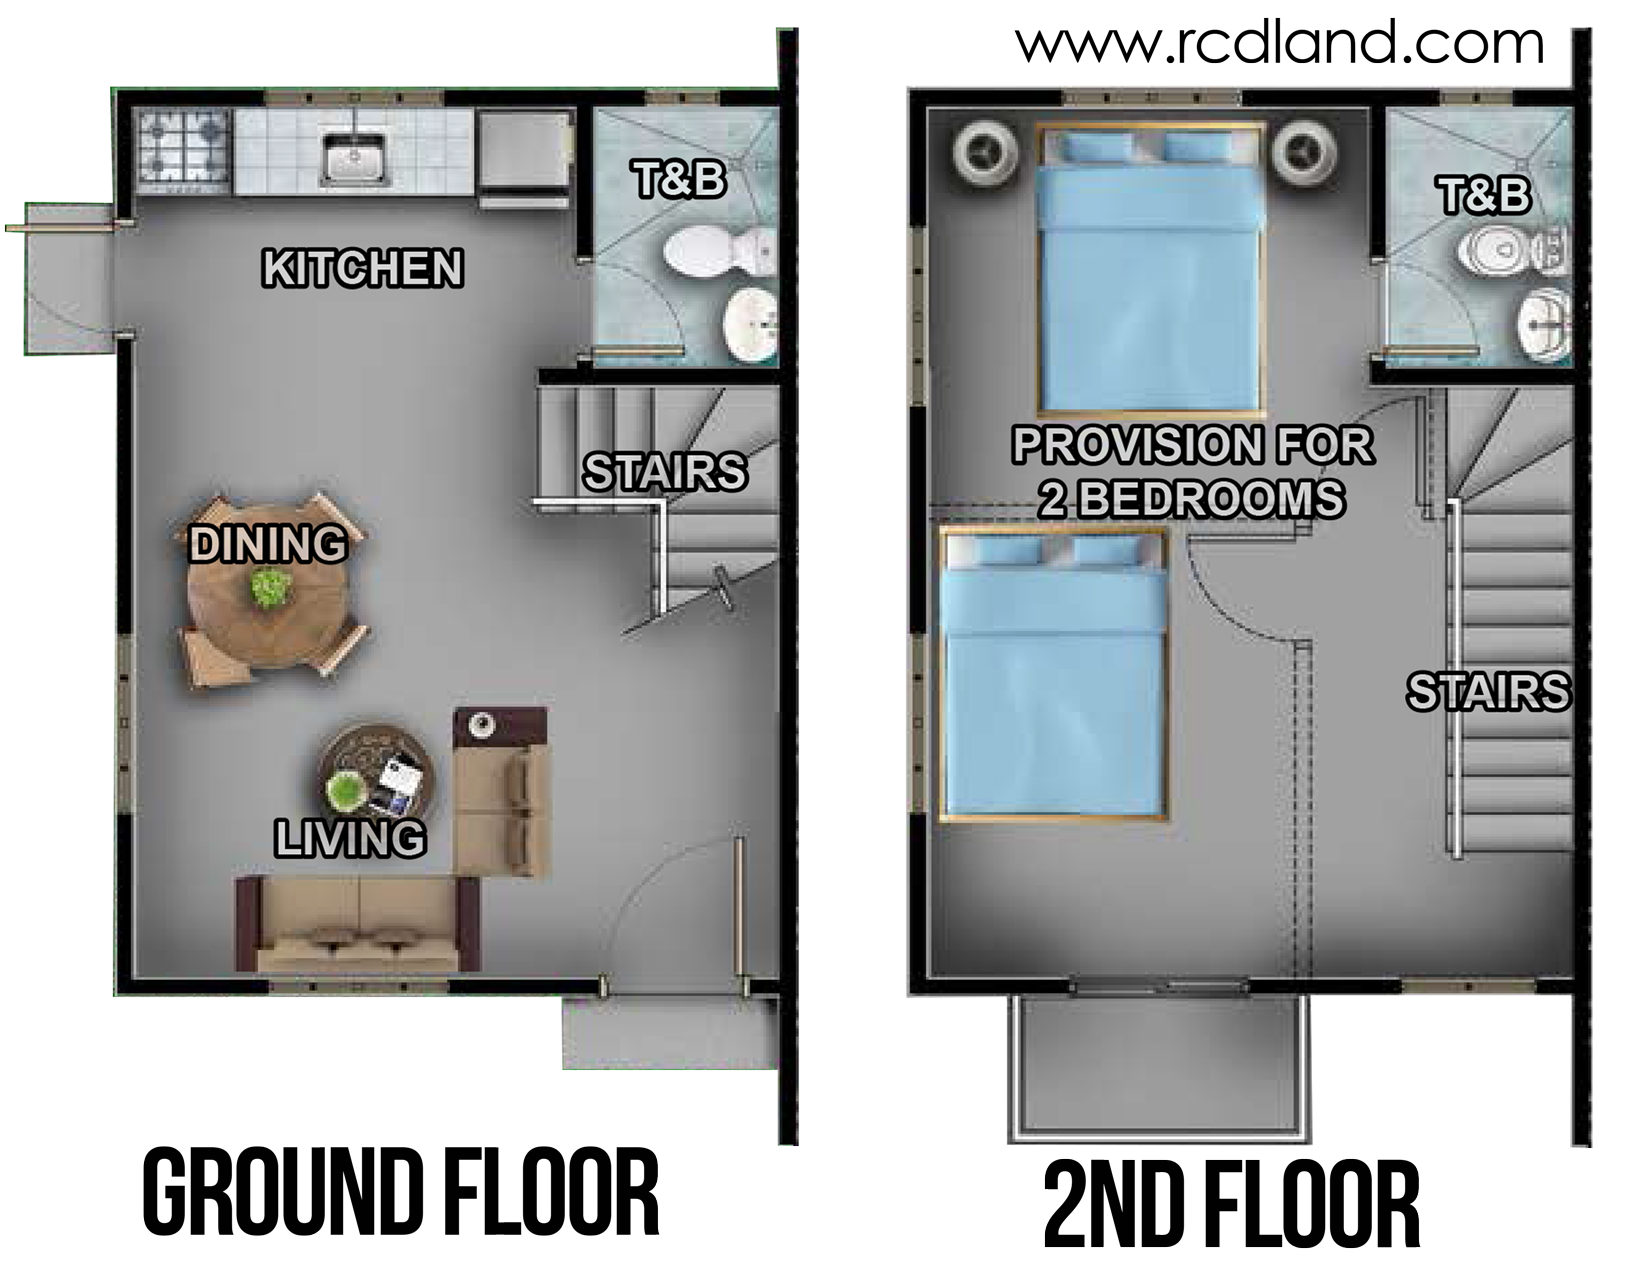 www.rcdland.com
T&B
KITCHEN
STAIRS
DINING
LIVING
GROUND FLOOR
T&B
PROVISION FOR
2 BEDROOMS
STAIRS
2ND FLOOR